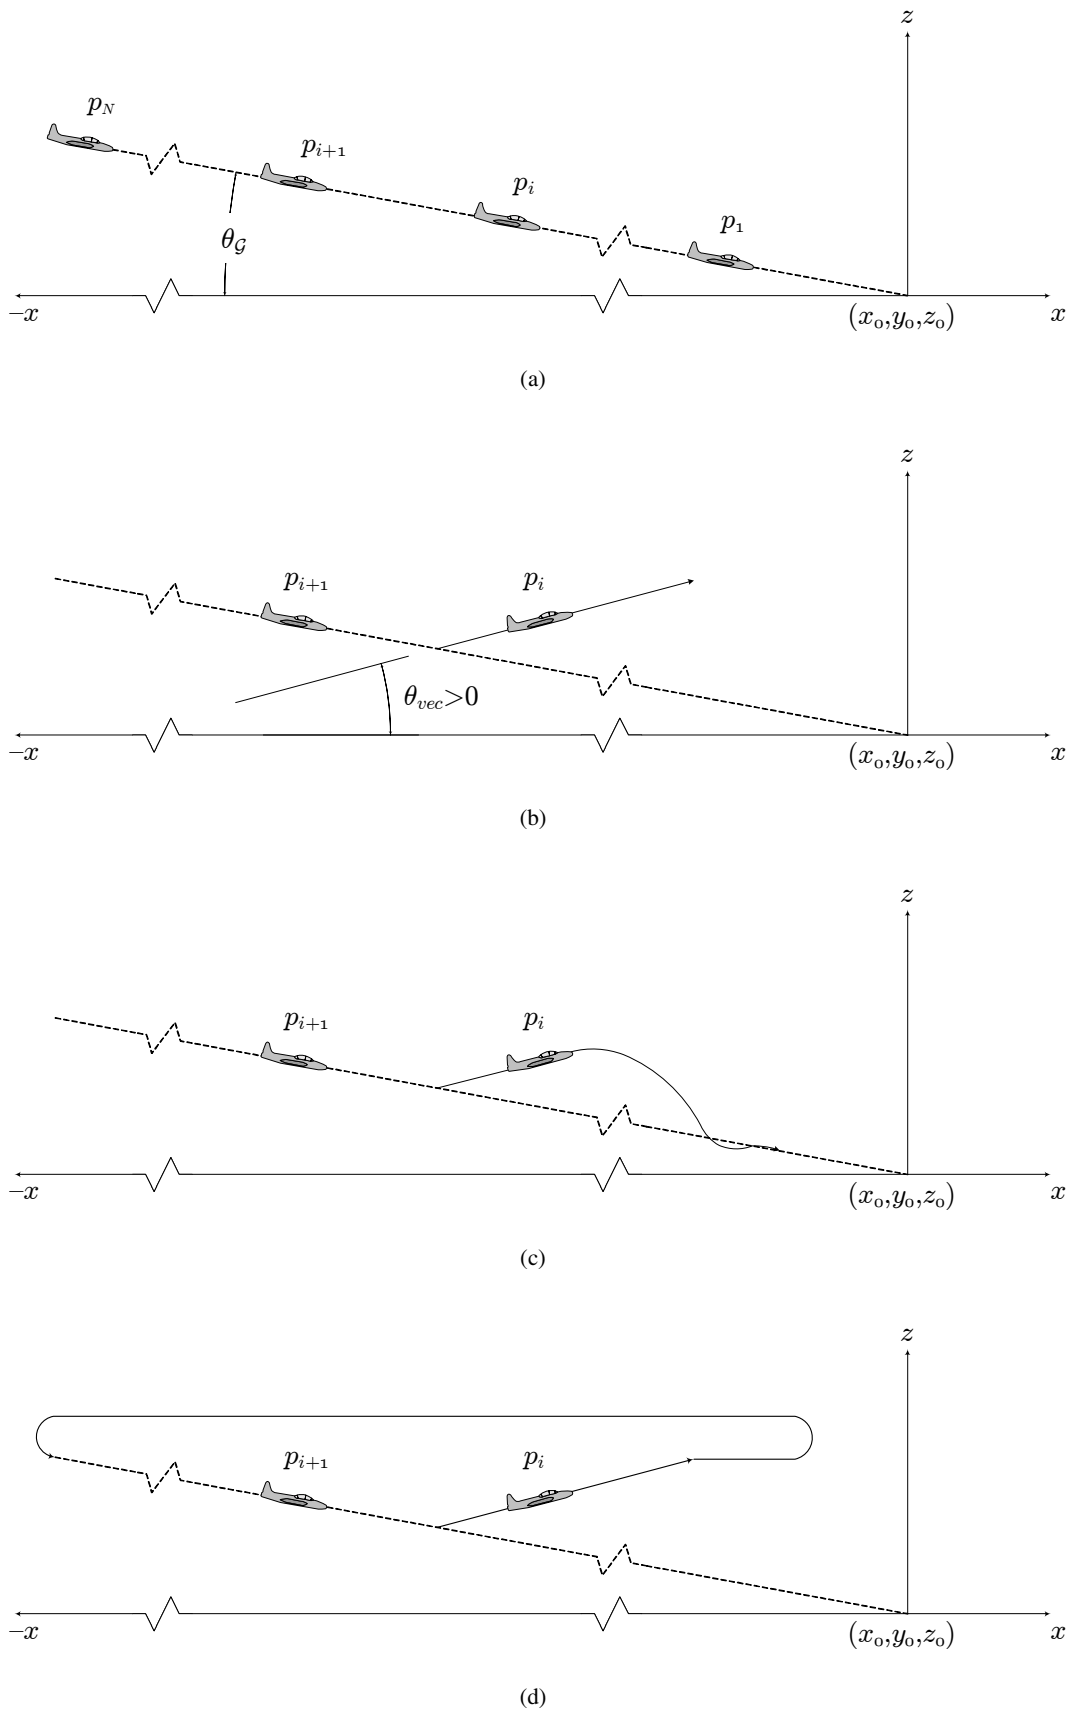 z
p_N
p_{i+1}
p_i
p_1
θ_𝒢
–x
(x_o,y_o,z_o)
x
(a)
z
p_{i+1}
p_i
θ_{vec}>0
–x
(x_o,y_o,z_o)
x
(b)
z
p_{i+1}
p_i
–x
(x_o,y_o,z_o)
x
(c)
z
p_{i+1}
p_i
–x
(x_o,y_o,z_o)
x
(d)